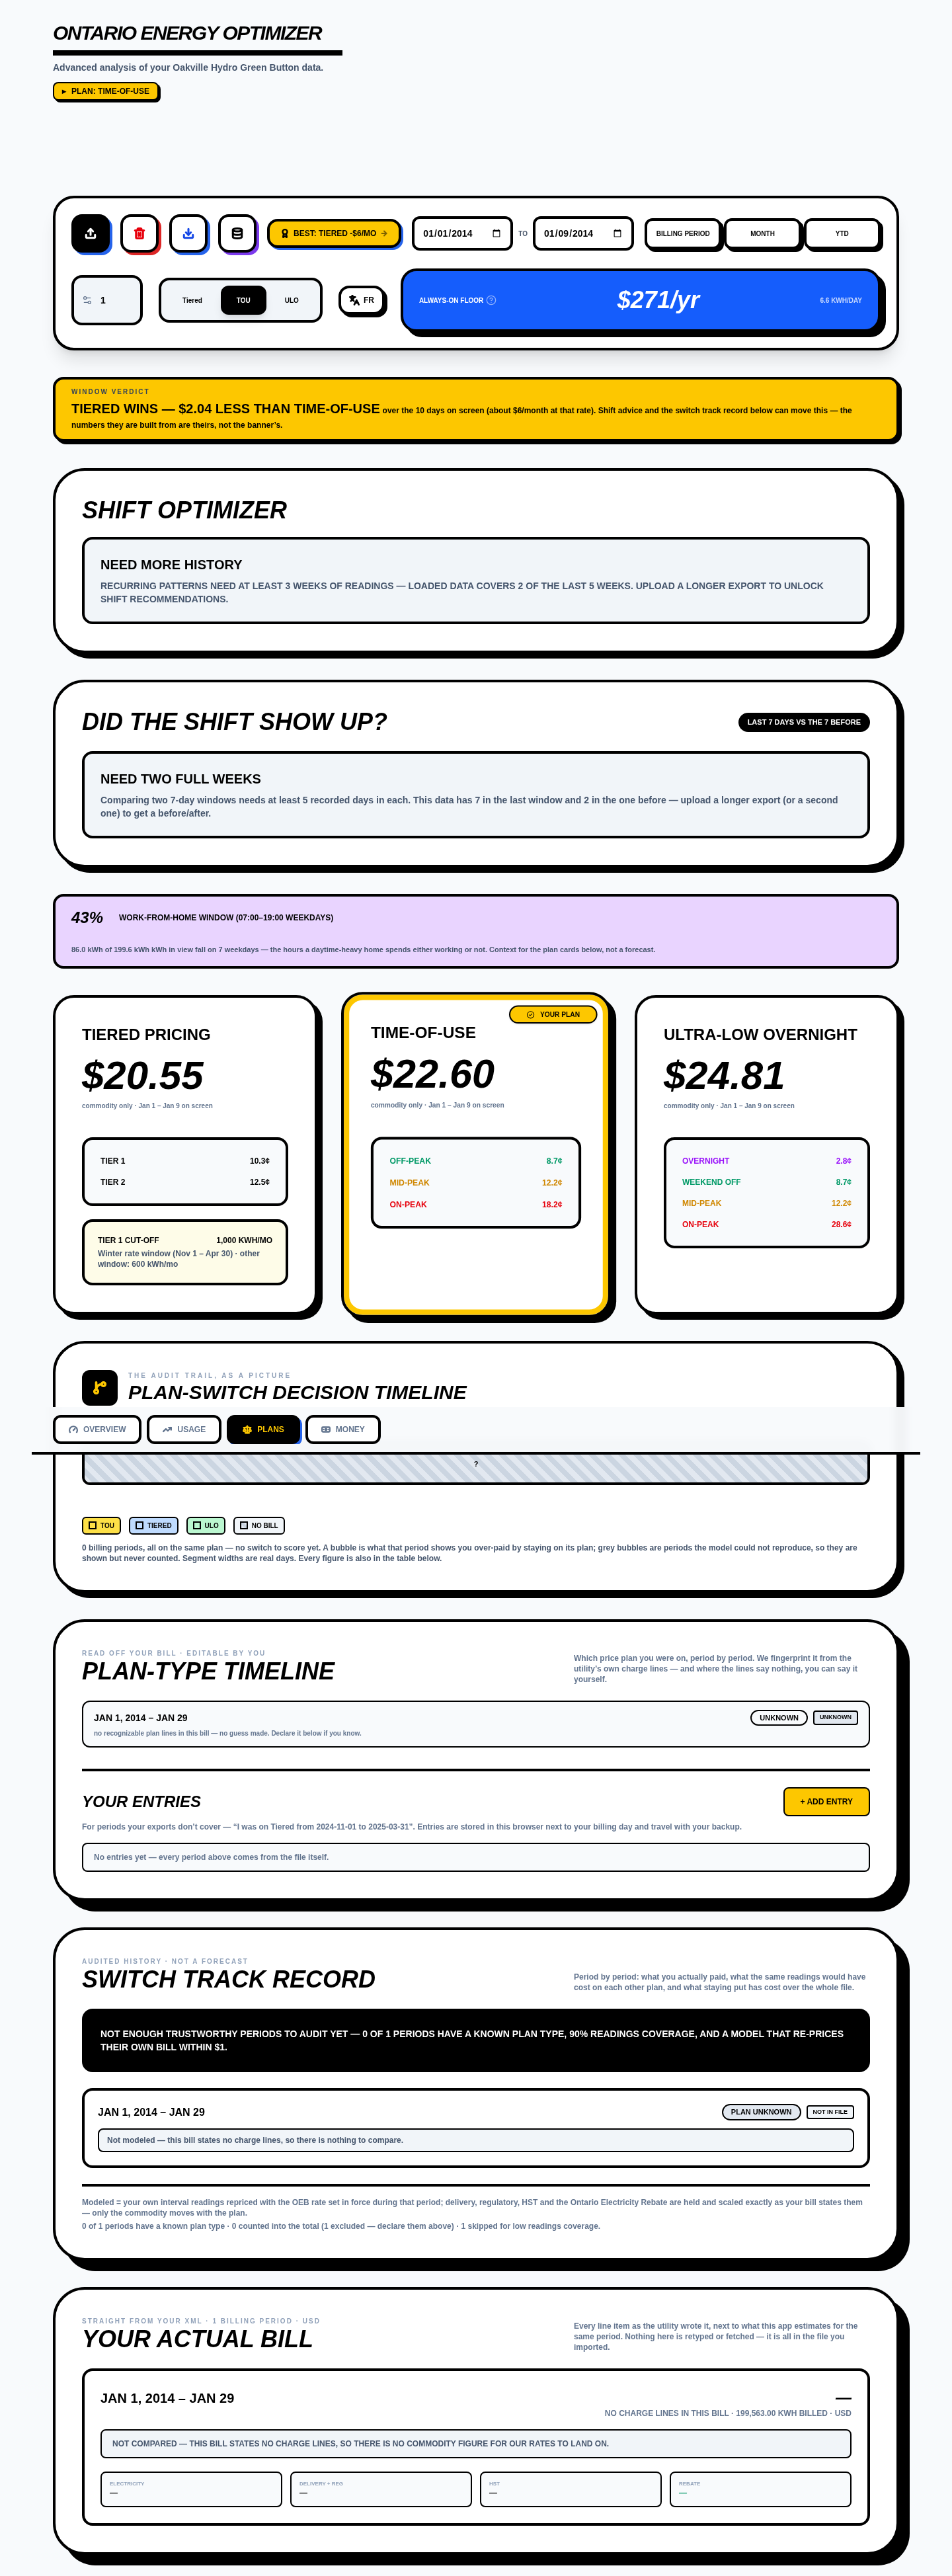 ONTARIO ENERGY OPTIMIZER
Advanced analysis of your Oakville Hydro Green Button data.
► PLAN: TIME-OF-USE
BEST: TIERED -$6/MO →
01/01/2014
TO
01/09/2014
BILLING PERIOD
MONTH
YTD
1
Tiered
TOU
ULO
FR
ALWAYS-ON FLOOR ?
$271/yr
6.6 KWH/DAY
WINDOW VERDICT
TIERED WINS — $2.04 LESS THAN TIME-OF-USE over the 10 days on screen (about $6/month at that rate). Shift advice and the switch track record below can move this — the
numbers they are built from are theirs, not the banner's.
SHIFT OPTIMIZER
NEED MORE HISTORY
RECURRING PATTERNS NEED AT LEAST 3 WEEKS OF READINGS — LOADED DATA COVERS 2 OF THE LAST 5 WEEKS. UPLOAD A LONGER EXPORT TO UNLOCK
SHIFT RECOMMENDATIONS.
DID THE SHIFT SHOW UP?
LAST 7 DAYS VS THE 7 BEFORE
NEED TWO FULL WEEKS
Comparing two 7-day windows needs at least 5 recorded days in each. This data has 7 in the last window and 2 in the one before — upload a longer export (or a second
one) to get a before/after.
43%
WORK-FROM-HOME WINDOW (07:00–19:00 WEEKDAYS)
86.0 kWh of 199.6 kWh kWh in view fall on 7 weekdays — the hours a daytime-heavy home spends either working or not. Context for the plan cards below, not a forecast.
TIERED PRICING
$20.55
commodity only · Jan 1 – Jan 9 on screen
TIER 1 10.3¢
TIER 2 12.5¢
TIER 1 CUT-OFF 1,000 KWH/MO
Winter rate window (Nov 1 – Apr 30) · other
window: 600 kWh/mo
YOUR PLAN
TIME-OF-USE
$22.60
commodity only · Jan 1 – Jan 9 on screen
OFF-PEAK 8.7¢
MID-PEAK 12.2¢
ON-PEAK 18.2¢
ULTRA-LOW OVERNIGHT
$24.81
commodity only · Jan 1 – Jan 9 on screen
OVERNIGHT 2.8¢
WEEKEND OFF 8.7¢
MID-PEAK 12.2¢
ON-PEAK 28.6¢
THE AUDIT TRAIL, AS A PICTURE
PLAN-SWITCH DECISION TIMELINE
OVERVIEW
USAGE
PLANS
MONEY
?
TOU
TIERED
ULO
NO BILL
0 billing periods, all on the same plan — no switch to score yet. A bubble is what that period shows you over-paid by staying on its plan; grey bubbles are periods the model could not reproduce, so they are
shown but never counted. Segment widths are real days. Every figure is also in the table below.
READ OFF YOUR BILL · EDITABLE BY YOU
PLAN-TYPE TIMELINE
Which price plan you were on, period by period. We fingerprint it from the
utility's own charge lines — and where the lines say nothing, you can say it
yourself.
JAN 1, 2014 – JAN 29
UNKNOWN
UNKNOWN
no recognizable plan lines in this bill — no guess made. Declare it below if you know.
YOUR ENTRIES
+ ADD ENTRY
For periods your exports don't cover — “I was on Tiered from 2024-11-01 to 2025-03-31”. Entries are stored in this browser next to your billing day and travel with your backup.
No entries yet — every period above comes from the file itself.
AUDITED HISTORY · NOT A FORECAST
SWITCH TRACK RECORD
Period by period: what you actually paid, what the same readings would have
cost on each other plan, and what staying put has cost over the whole file.
NOT ENOUGH TRUSTWORTHY PERIODS TO AUDIT YET — 0 OF 1 PERIODS HAVE A KNOWN PLAN TYPE, 90% READINGS COVERAGE, AND A MODEL THAT RE-PRICES
THEIR OWN BILL WITHIN $1.
JAN 1, 2014 – JAN 29
PLAN UNKNOWN
NOT IN FILE
Not modeled — this bill states no charge lines, so there is nothing to compare.
Modeled = your own interval readings repriced with the OEB rate set in force during that period; delivery, regulatory, HST and the Ontario Electricity Rebate are held and scaled exactly as your bill states them
— only the commodity moves with the plan.
0 of 1 periods have a known plan type · 0 counted into the total (1 excluded — declare them above) · 1 skipped for low readings coverage.
STRAIGHT FROM YOUR XML · 1 BILLING PERIOD · USD
YOUR ACTUAL BILL
Every line item as the utility wrote it, next to what this app estimates for the
same period. Nothing here is retyped or fetched — it is all in the file you
imported.
JAN 1, 2014 – JAN 29
—
NO CHARGE LINES IN THIS BILL · 199,563.00 KWH BILLED · USD
NOT COMPARED — THIS BILL STATES NO CHARGE LINES, SO THERE IS NO COMMODITY FIGURE FOR OUR RATES TO LAND ON.
ELECTRICITY
—
DELIVERY + REG
—
HST
—
REBATE
—